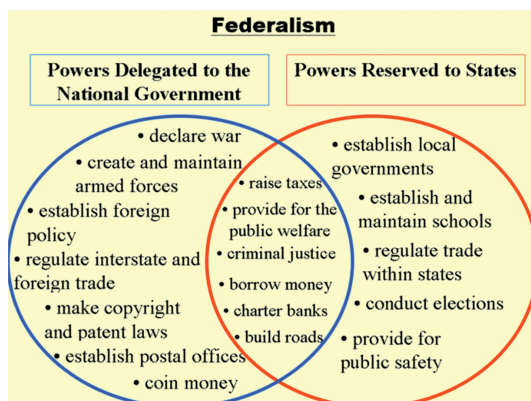 Federalism
Powers Delegated to the
National Government
Powers Reserved to States
• declare war
• create and maintain
armed forces
• establish foreign
policy
• regulate interstate and
foreign trade
• make copyright
and patent laws
• establish postal offices
• coin money
• raise taxes
• provide for the
public welfare
• criminal justice
• borrow money
• charter banks
• build roads
• establish local
governments
• establish and
maintain schools
• regulate trade
within states
• conduct elections
• provide for
public safety